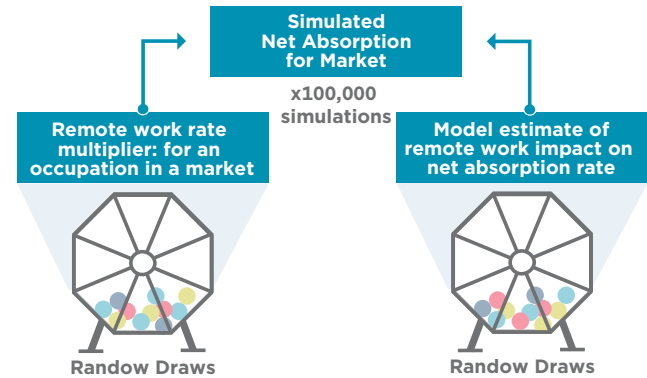 Simulated
Net Absorption
for Market
x100,000
simulations
Remote work rate
multiplier: for an
occupation in a market
Model estimate of
remote work impact on
net absorption rate
Randow Draws
Randow Draws